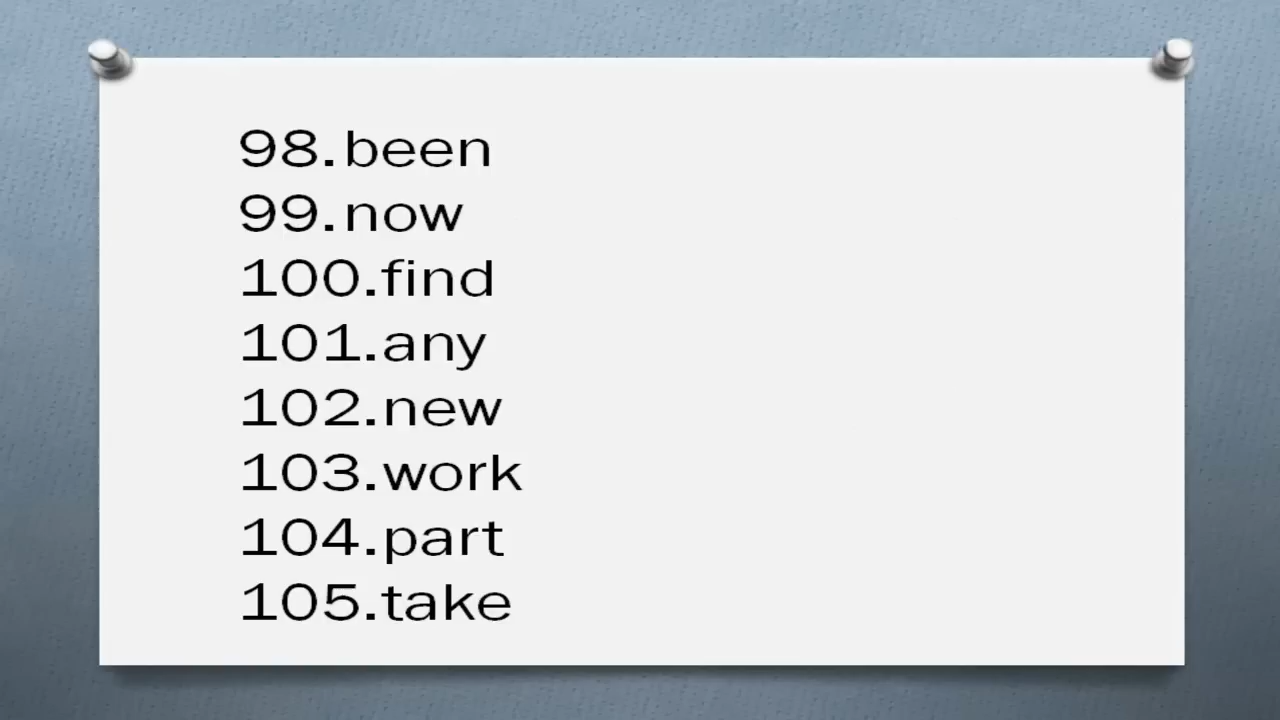 98.been
99.now
100.find
101.any
102.new
103.work
104.part
105.take